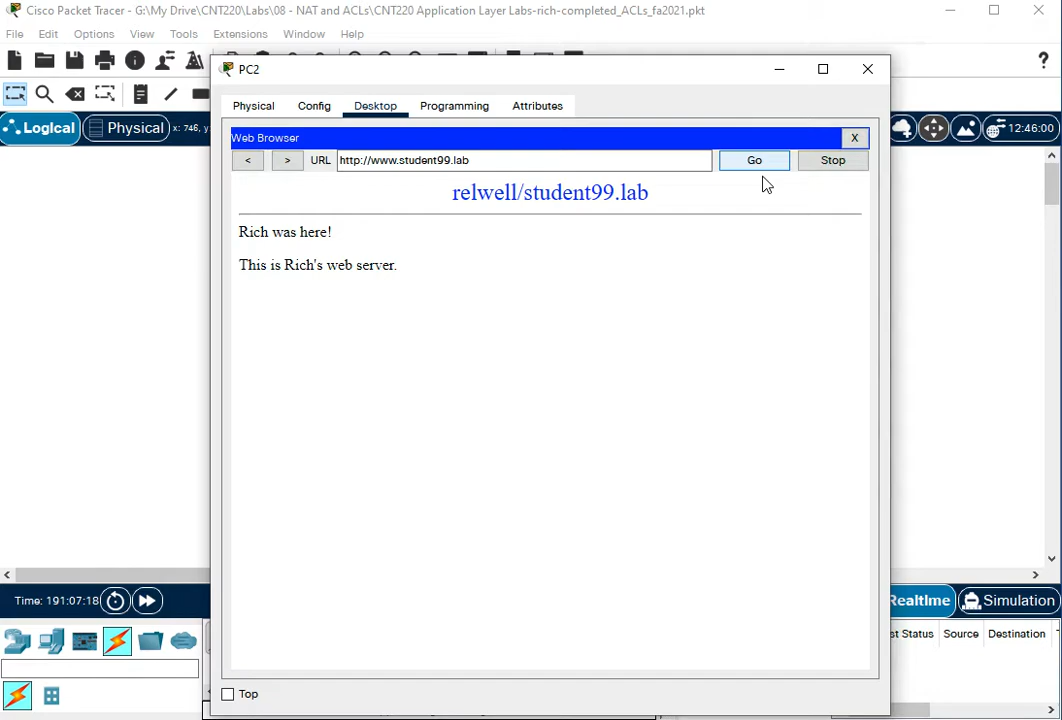 Cisco Packet Tracer - G:\My Drive\CNT220\Labs\08 - NAT and ACLs\CNT220 Application Layer Labs-rich-completed_ACLs_fa2021.pkt
File Edit Options View Tools Extensions Window Help
PC2
Physical Config Desktop Programming Attributes
Logical Physical x: 746, y 12:46:00
Web Browser X
< > URL http://www.student99.lab Go Stop
relwell/student99.lab
Rich was here!
This is Rich's web server.
Time: 191:07:18 Realtime Simulation
st Status Source Destination
Top